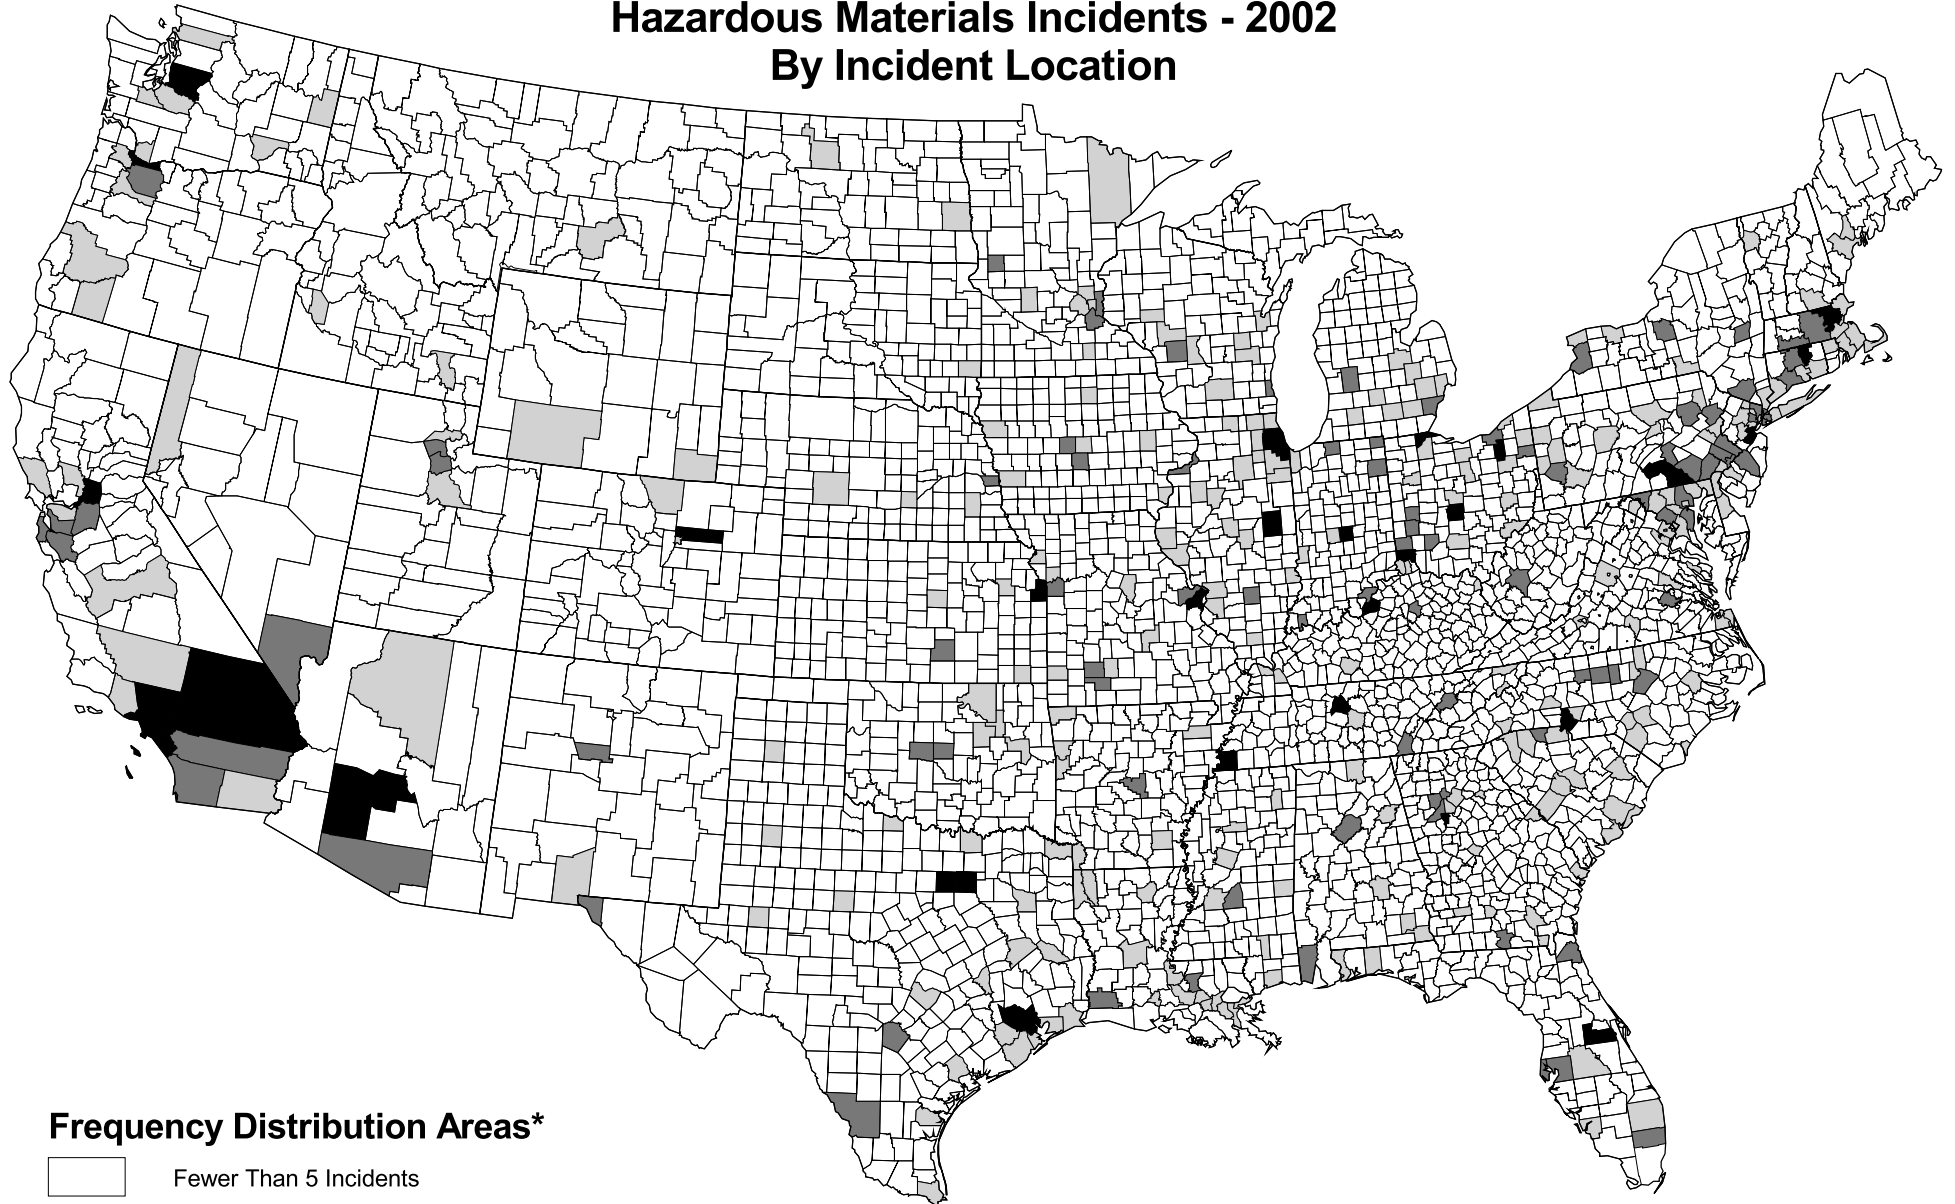 Hazardous Materials Incidents - 2002
By Incident Location
Frequency Distribution Areas*
Fewer Than 5 Incidents